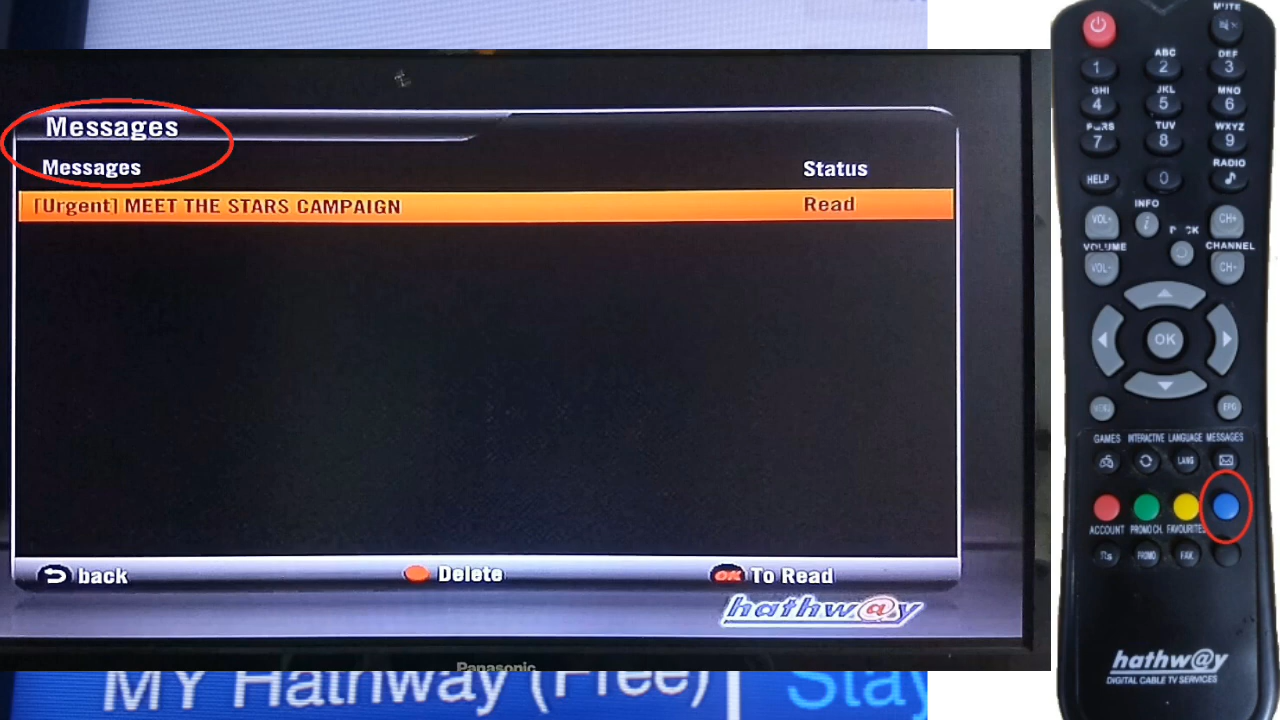 Messages
Messages Status
[Urgent] MEET THE STARS CAMPAIGN Read
back Delete OK To Read
hathw@y
Panasonic
MY Hathway (Free) Stay
MUTE
ABC DEF
1 2 3
GHI JKL MNO
4 5 6
PQRS TUV WXYZ
7 8 9
RADIO
HELP 0
INFO
VOL- i CH+
VOLUME CHANNEL
VOL- CH-
OK
EPG
GAMES INTERACTIVE LANGUAGE MESSAGES
LANG
ACCOUNT PROMO CH. FAVOURITES
Rs PROMO FAV.
hathw@y
DIGITAL CABLE TV SERVICES